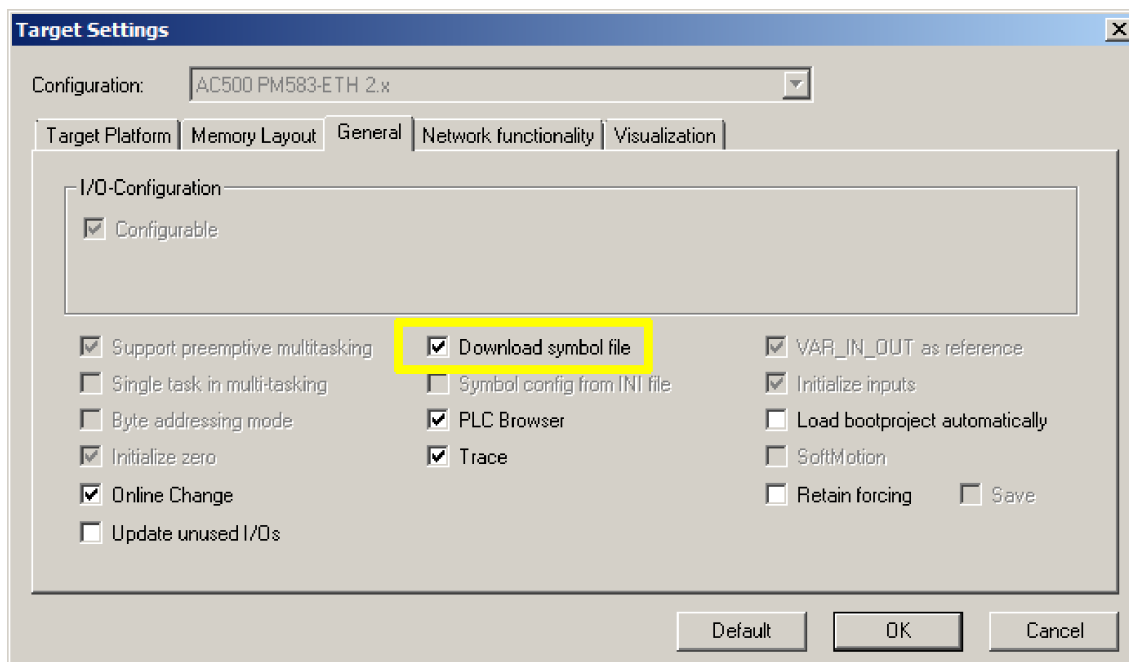 Target Settings
Configuration: AC500 PM583-ETH 2.x
Target Platform Memory Layout General Network functionality Visualization
I/O-Configuration
Configurable
Support preemptive multitasking Download symbol file VAR_IN_OUT as reference
Single task in multi-tasking Symbol config from INI file Initialize inputs
Byte addressing mode PLC Browser Load bootproject automatically
Initialize zero Trace SoftMotion
Online Change Retain forcing Save
Update unused I/Os
Default OK Cancel